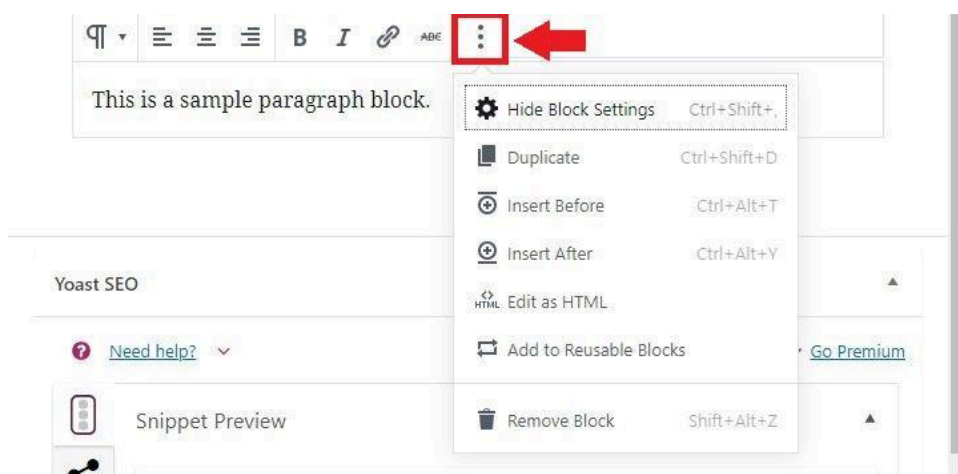 B I ABC
This is a sample paragraph block.
Hide Block Settings Ctrl+Shift+,
Duplicate Ctrl+Shift+D
Insert Before Ctrl+Alt+T
Insert After Ctrl+Alt+Y
HTML Edit as HTML
Add to Reusable Blocks
Remove Block Shift+Alt+Z
Yoast SEO
? Need help?
Go Premium
Snippet Preview